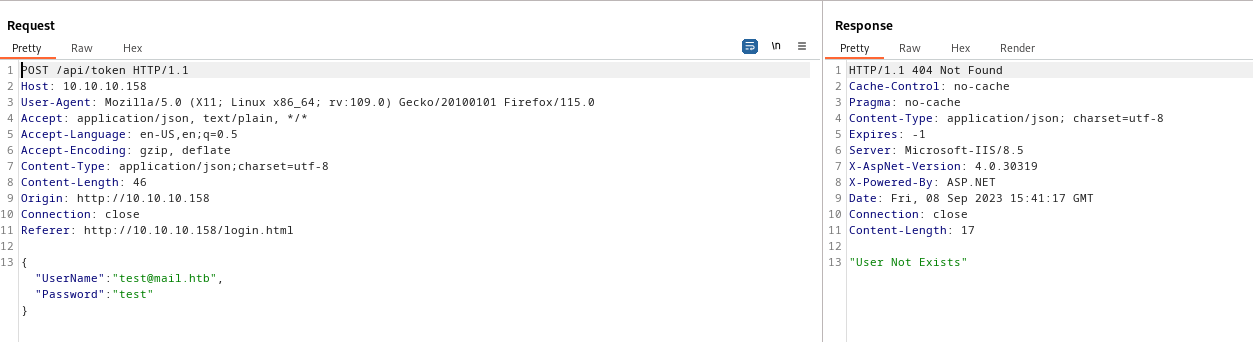 Request
Pretty Raw Hex
\n
1 POST /api/token HTTP/1.1
2 Host: 10.10.10.158
3 User-Agent: Mozilla/5.0 (X11; Linux x86_64; rv:109.0) Gecko/20100101 Firefox/115.0
4 Accept: application/json, text/plain, */*
5 Accept-Language: en-US,en;q=0.5
6 Accept-Encoding: gzip, deflate
7 Content-Type: application/json;charset=utf-8
8 Content-Length: 46
9 Origin: http://10.10.10.158
10 Connection: close
11 Referer: http://10.10.10.158/login.html
12
13 {
"UserName":"test@mail.htb",
"Password":"test"
}
Response
Pretty Raw Hex Render
1 HTTP/1.1 404 Not Found
2 Cache-Control: no-cache
3 Pragma: no-cache
4 Content-Type: application/json; charset=utf-8
5 Expires: -1
6 Server: Microsoft-IIS/8.5
7 X-AspNet-Version: 4.0.30319
8 X-Powered-By: ASP.NET
9 Date: Fri, 08 Sep 2023 15:41:17 GMT
10 Connection: close
11 Content-Length: 17
12
13 "User Not Exists"